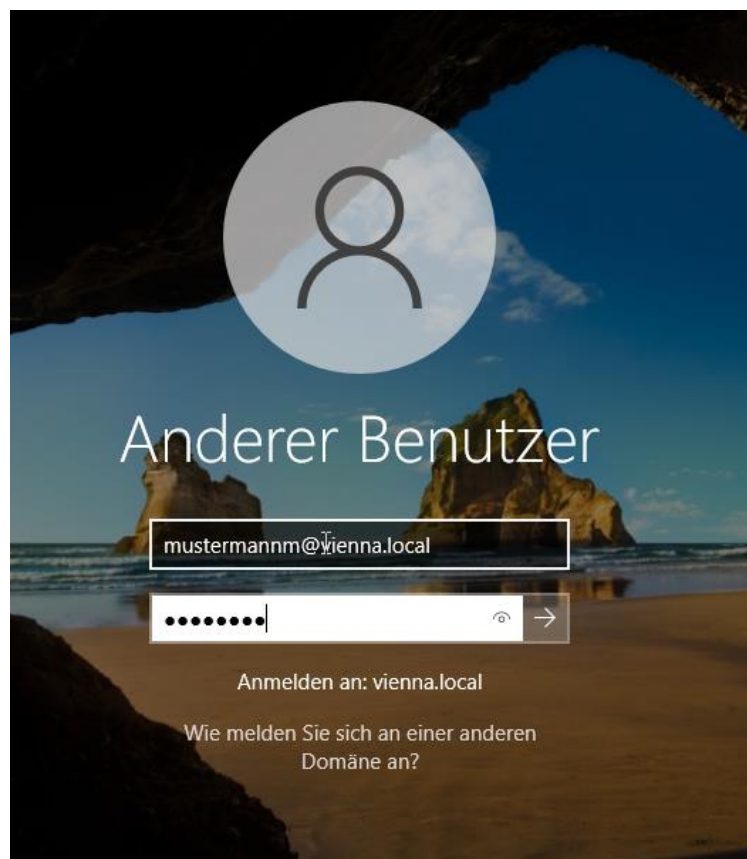 Anderer Benutzer
mustermannm@vienna.local
●●●●●●●●
Anmelden an: vienna.local
Wie melden Sie sich an einer anderen
Domäne an?